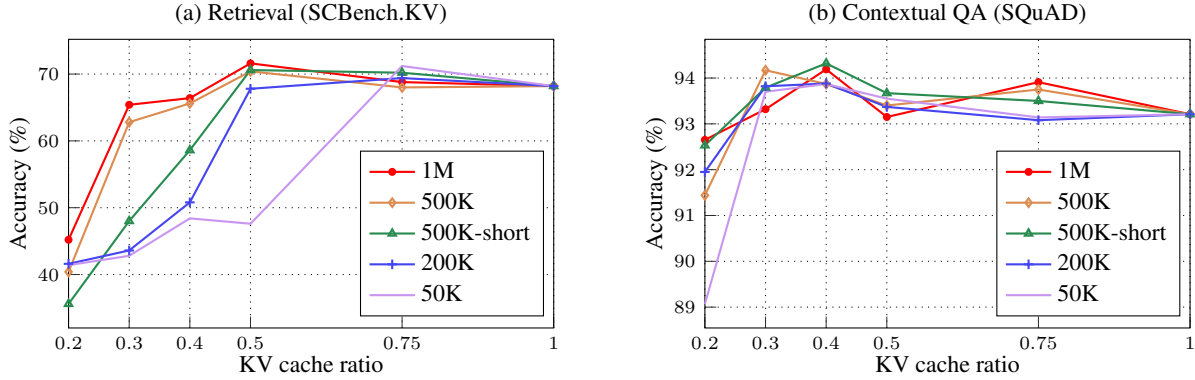 (a) Retrieval (SCBench.KV)
Accuracy (%)
70
60
50
40
0.2 0.3 0.4 0.5 0.75 1
KV cache ratio
1M
500K
500K-short
200K
50K
(b) Contextual QA (SQuAD)
Accuracy (%)
94
93
92
91
90
89
0.2 0.3 0.4 0.5 0.75 1
KV cache ratio
1M
500K
500K-short
200K
50K